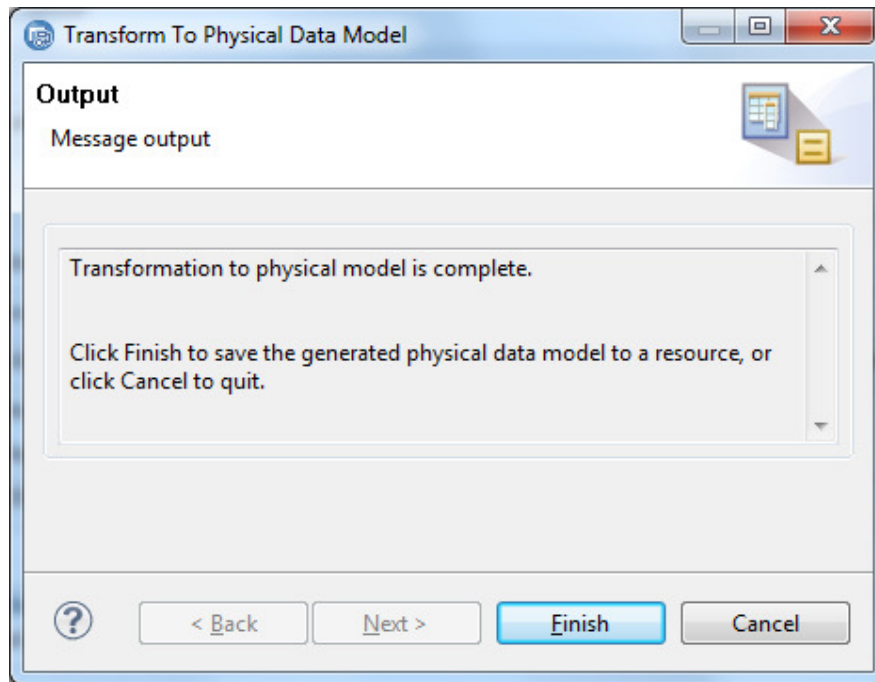 Transform To Physical Data Model
Output
Message output
Transformation to physical model is complete.
Click Finish to save the generated physical data model to a resource, or
click Cancel to quit.
?
< Back
Next >
Finish
Cancel